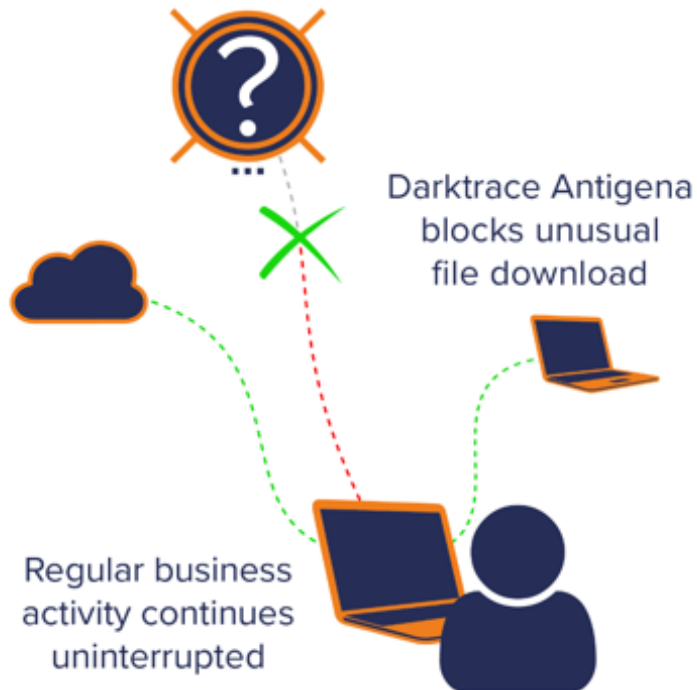 ?
...
Darktrace Antigena
blocks unusual
file download
Regular business
activity continues
uninterrupted